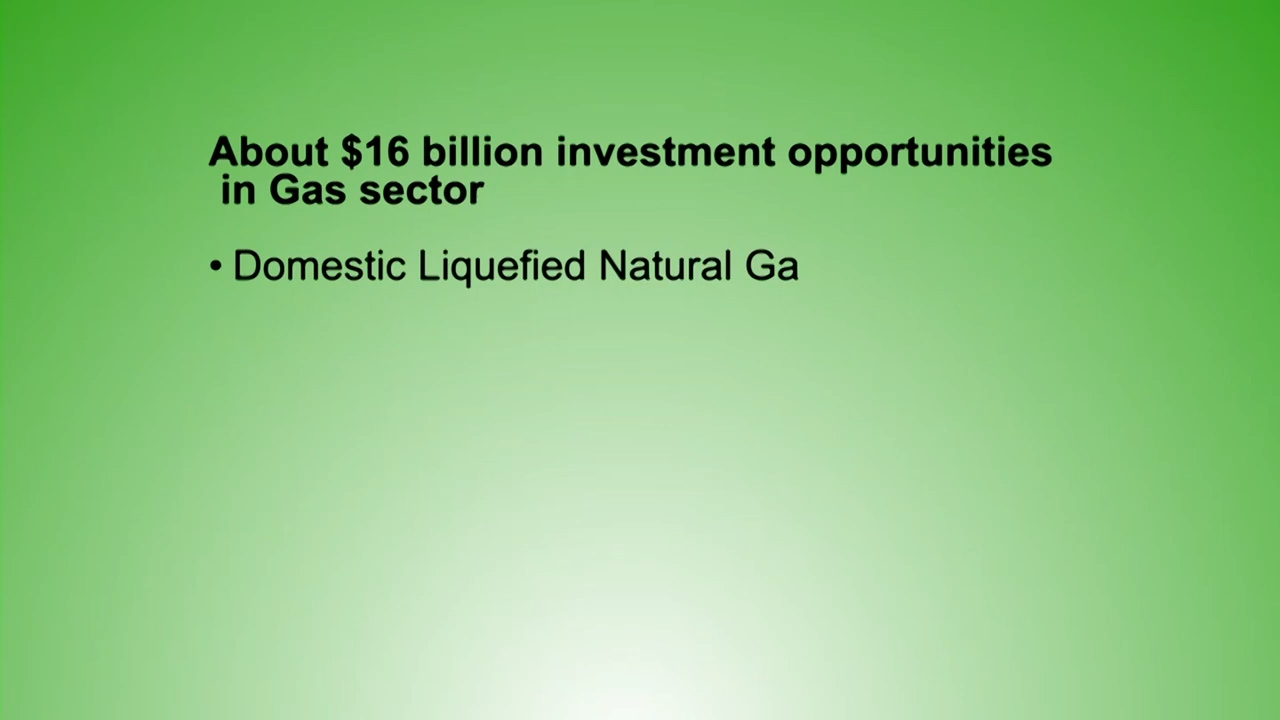 About $16 billion investment opportunities
in Gas sector
• Domestic Liquefied Natural Ga